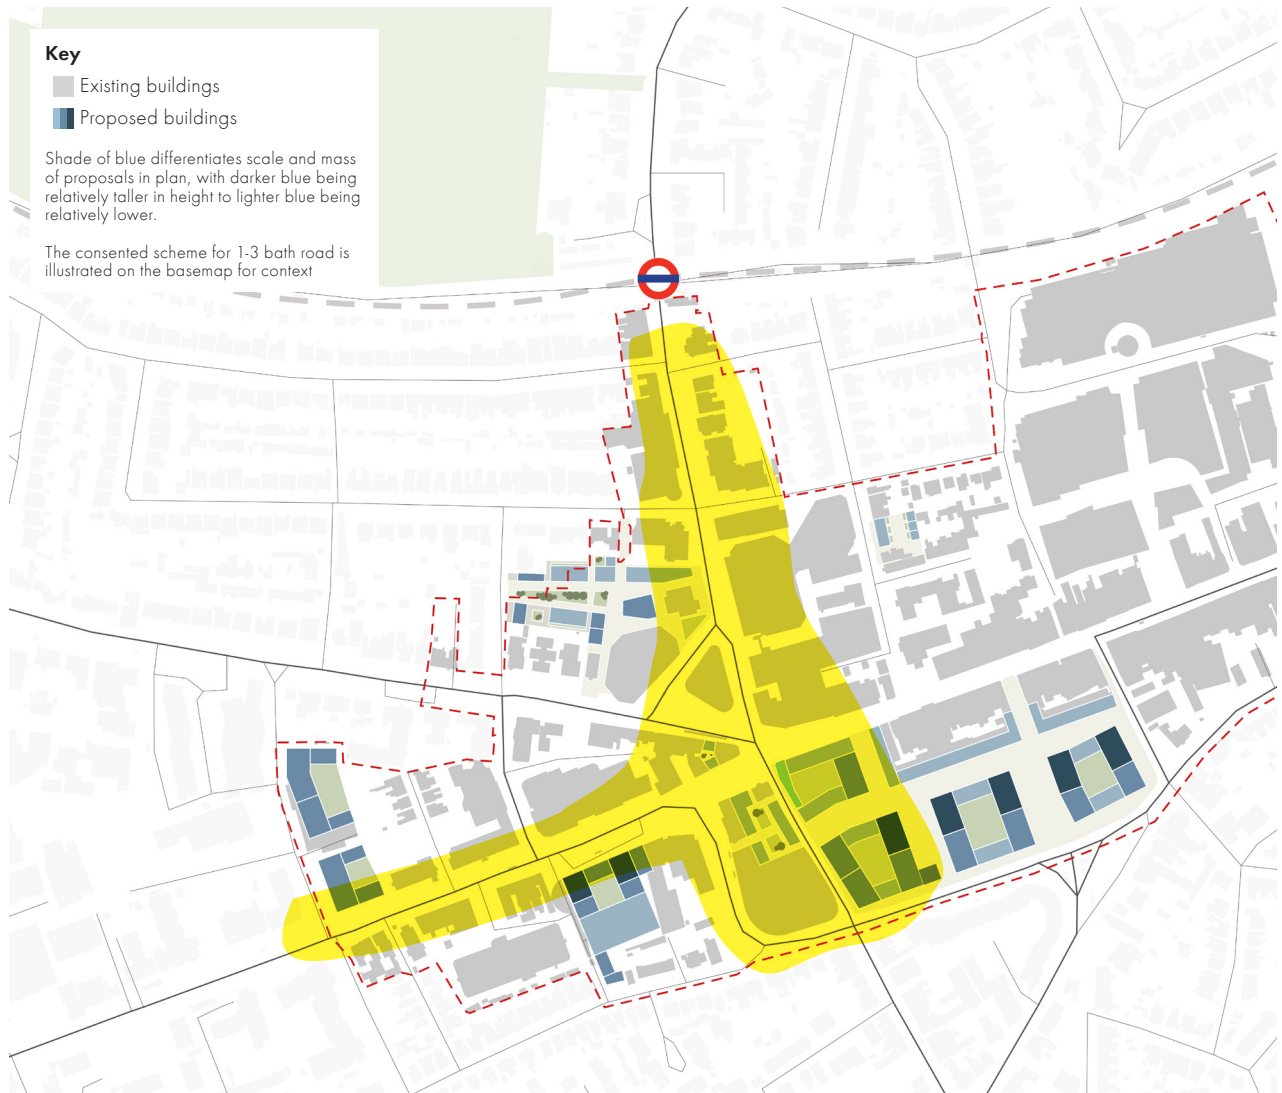 Key
Existing buildings
Proposed buildings
Shade of blue differentiates scale and mass
of proposals in plan, with darker blue being
relatively taller in height to lighter blue being
relatively lower.
The consented scheme for 1-3 bath road is
illustrated on the basemap for context